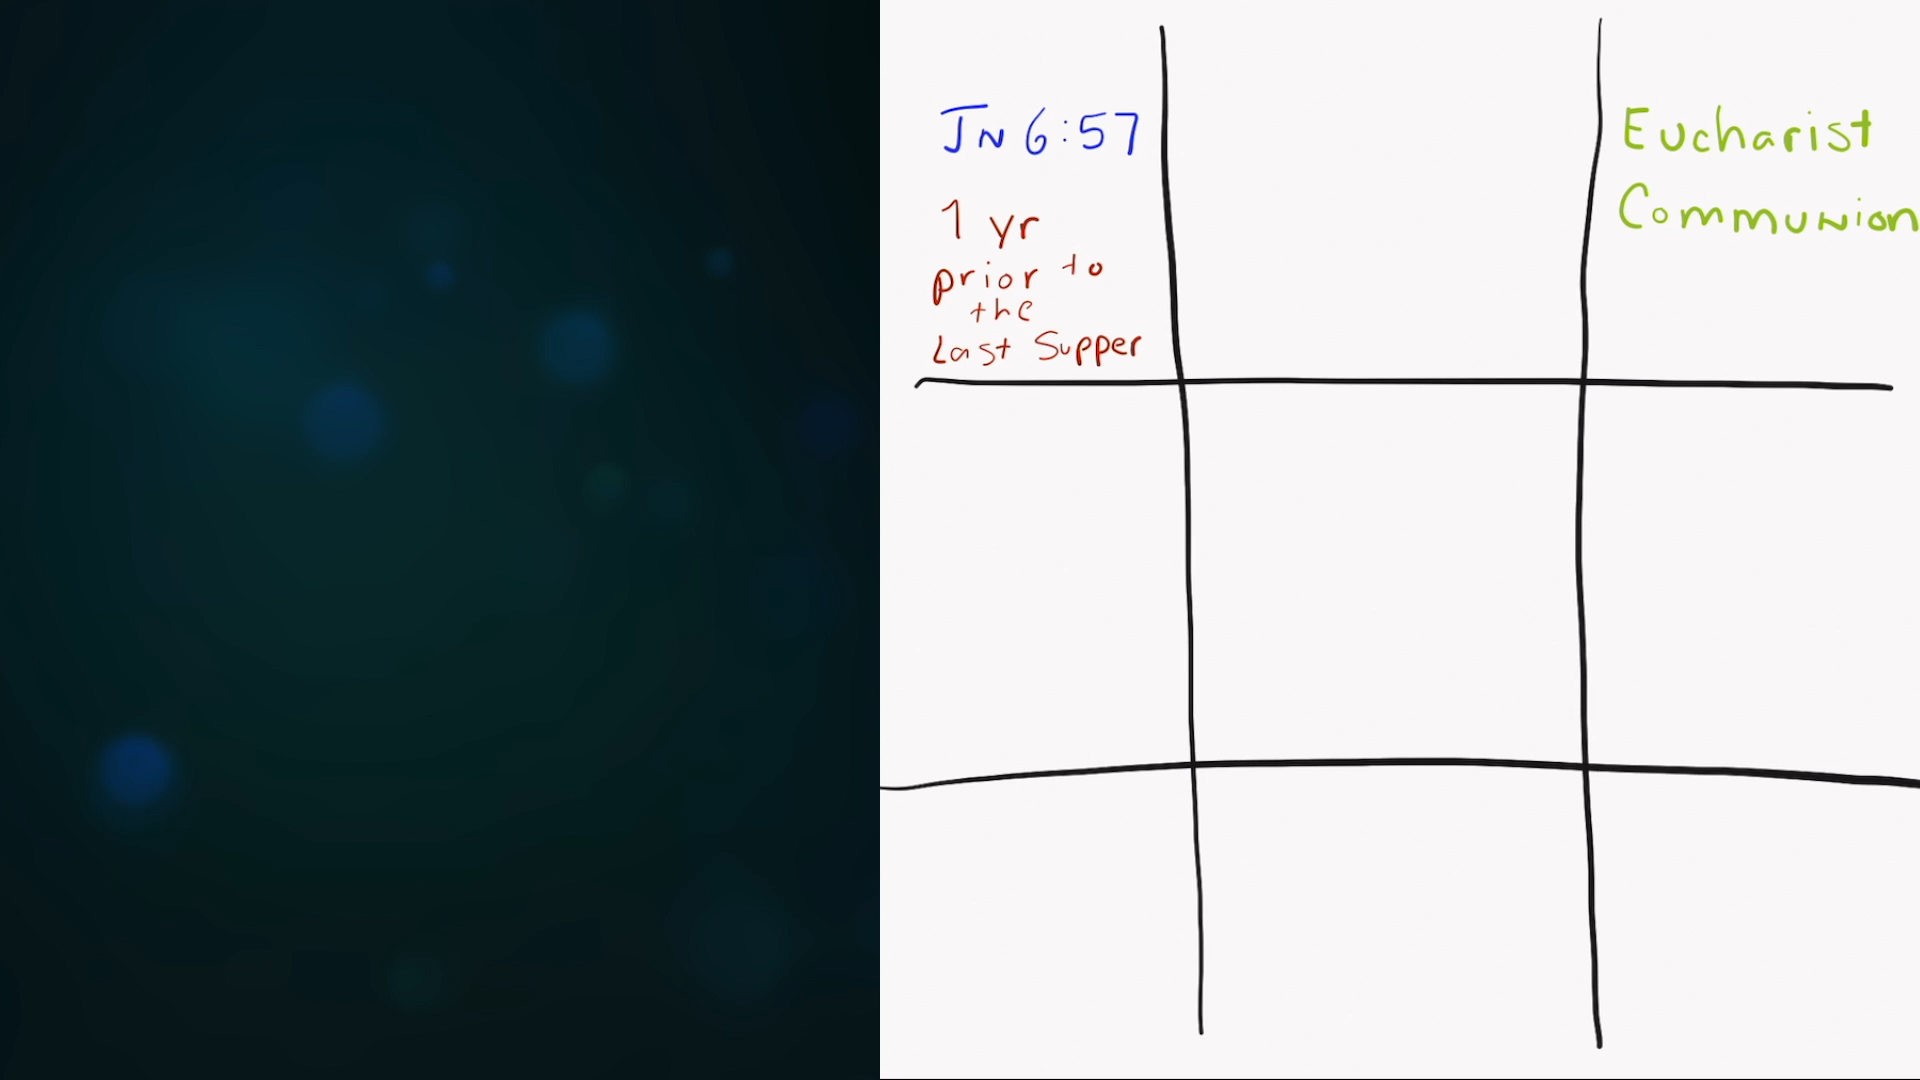 JN 6:57
1 yr
prior to
the
Last Supper
Eucharist
Communion